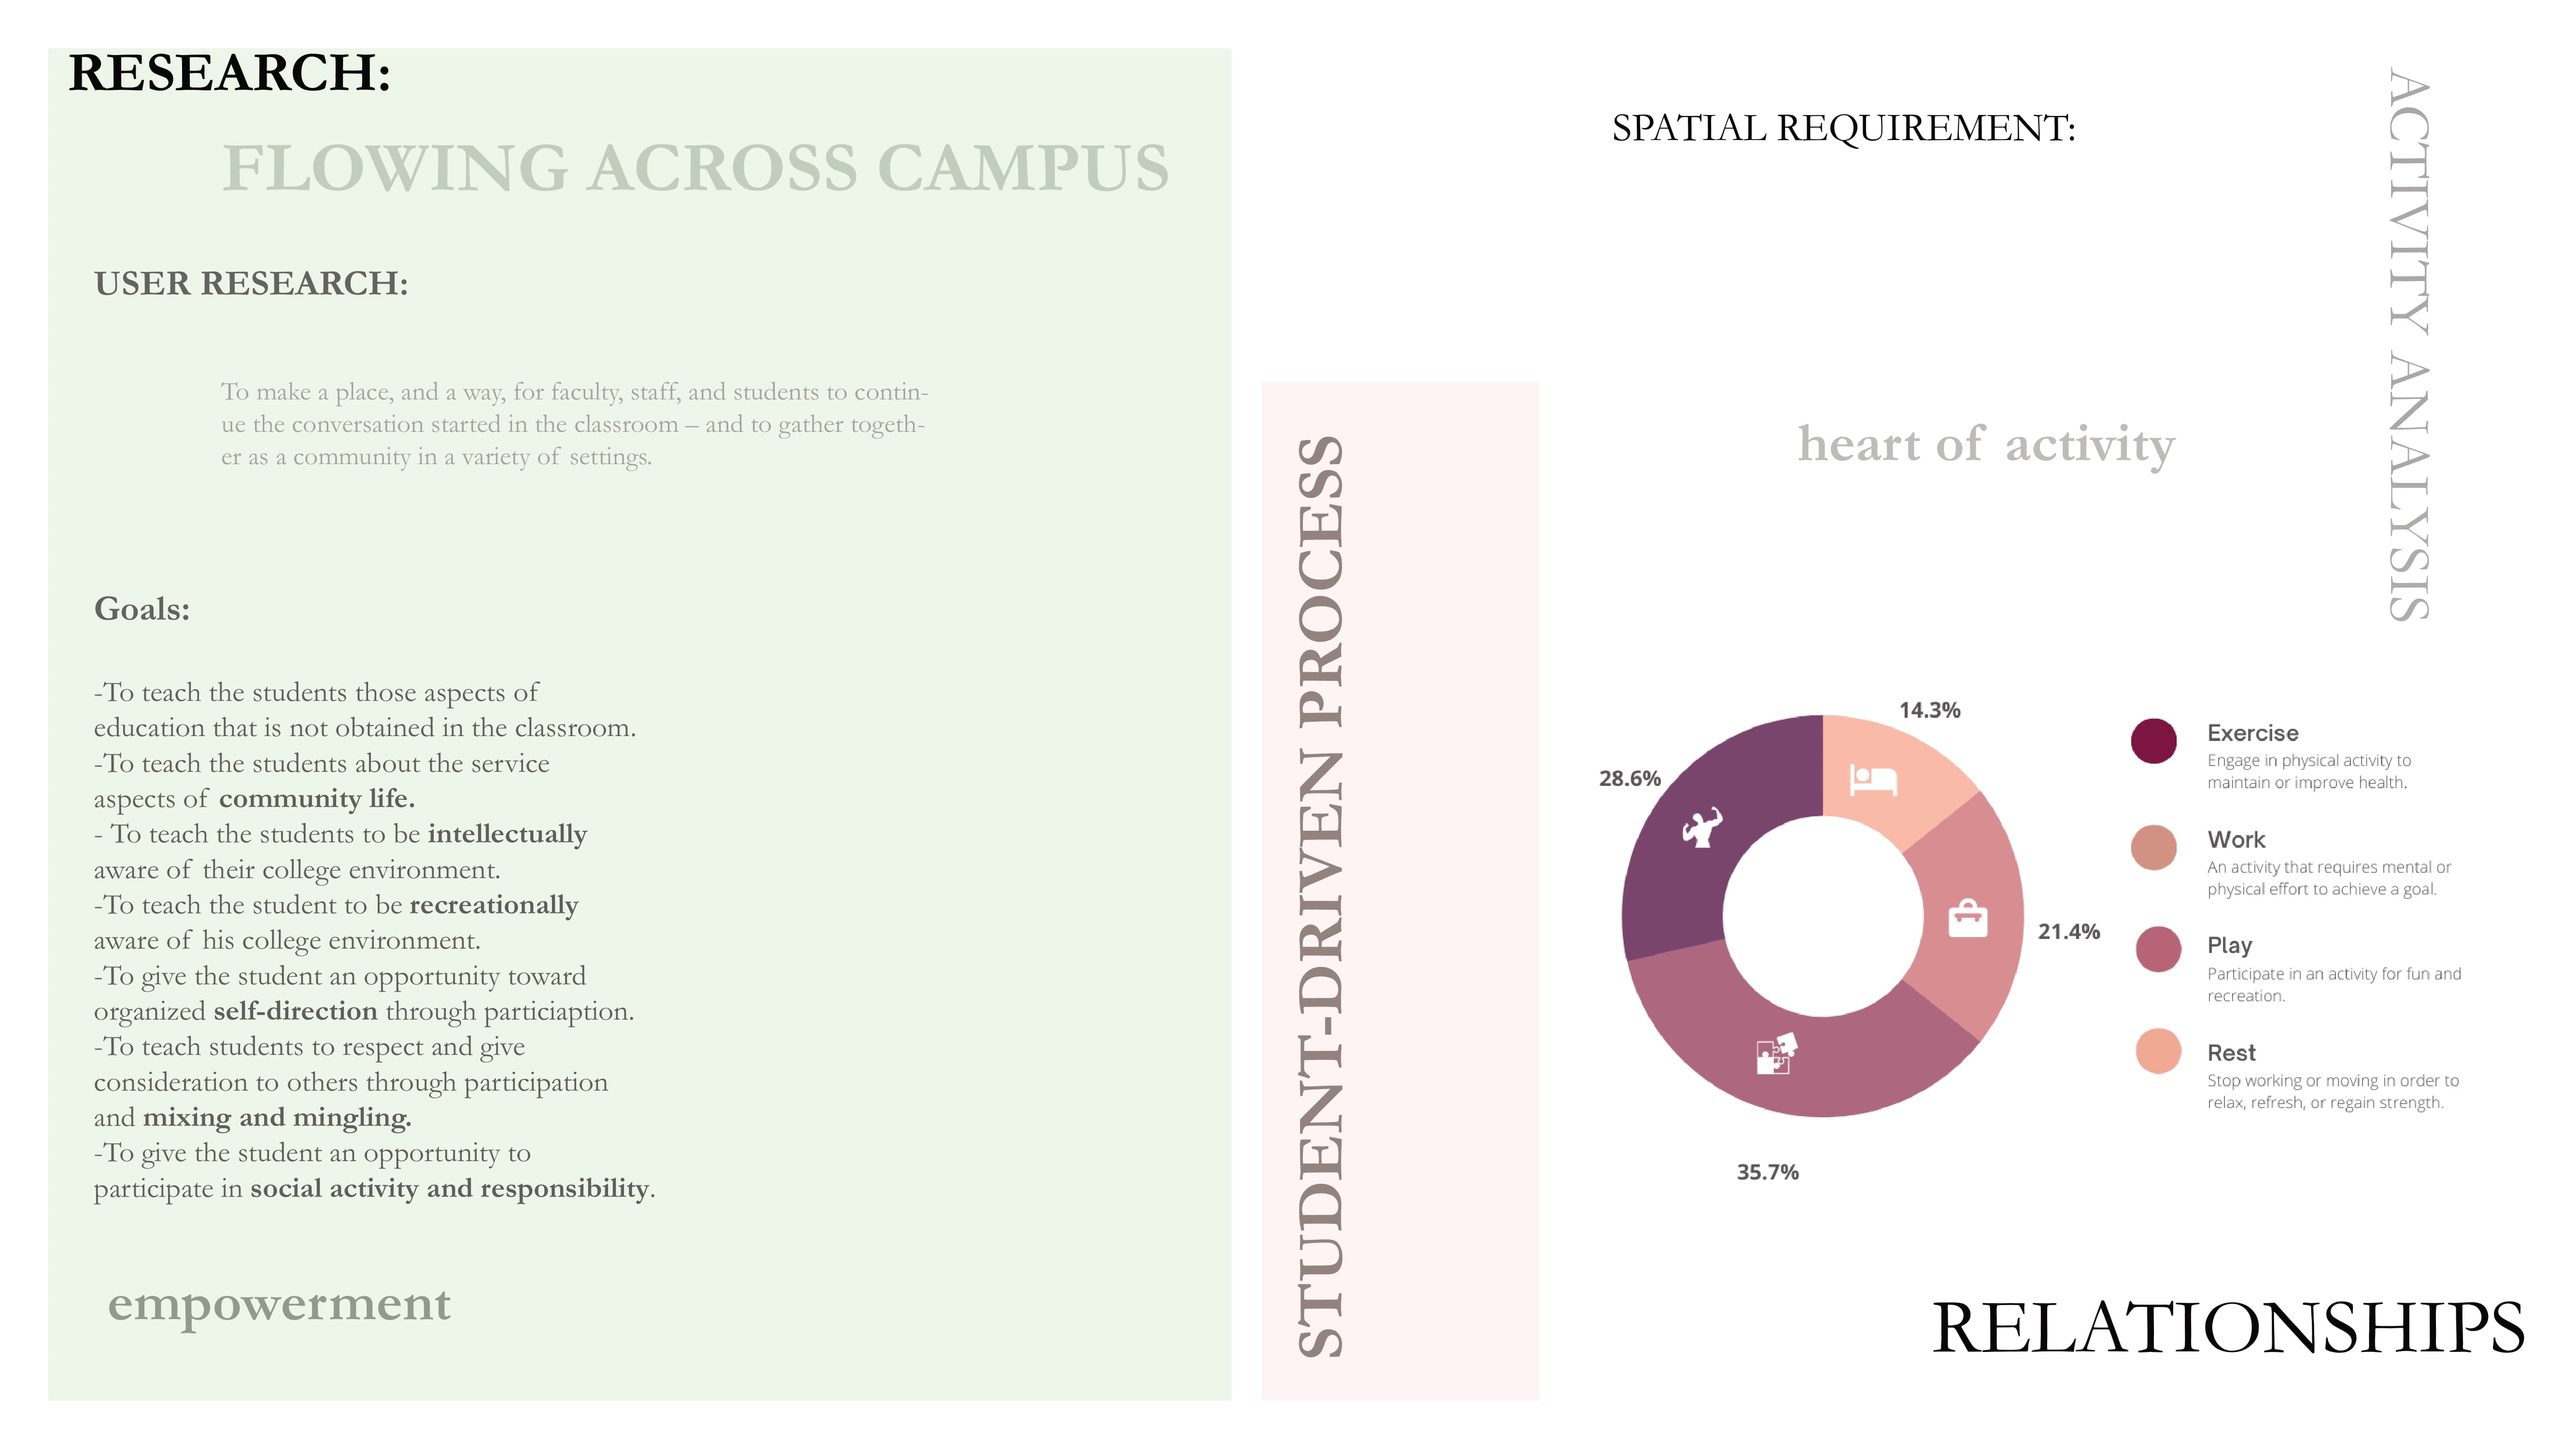 RESEARCH:
FLOWING ACROSS CAMPUS
USER RESEARCH:
To make a place, and a way, for faculty, staff, and students to contin-
ue the conversation started in the classroom – and to gather togeth-
er as a community in a variety of settings.
Goals:
-To teach the students those aspects of
education that is not obtained in the classroom.
-To teach the students about the service
aspects of community life.
- To teach the students to be intellectually
aware of their college environment.
-To teach the student to be recreationally
aware of his college environment.
-To give the student an opportunity toward
organized self-direction through particiaption.
-To teach students to respect and give
consideration to others through participation
and mixing and mingling.
-To give the student an opportunity to
participate in social activity and responsibility.
empowerment
STUDENT-DRIVEN PROCESS
SPATIAL REQUIREMENT:
ACTIVITY ANALYSIS
heart of activity
14.3%
28.6%
21.4%
35.7%
Exercise
Engage in physical activity to
maintain or improve health.
Work
An activity that requires mental or
physical effort to achieve a goal.
Play
Participate in an activity for fun and
recreation.
Rest
Stop working or moving in order to
relax, refresh, or regain strength.
RELATIONSHIPS